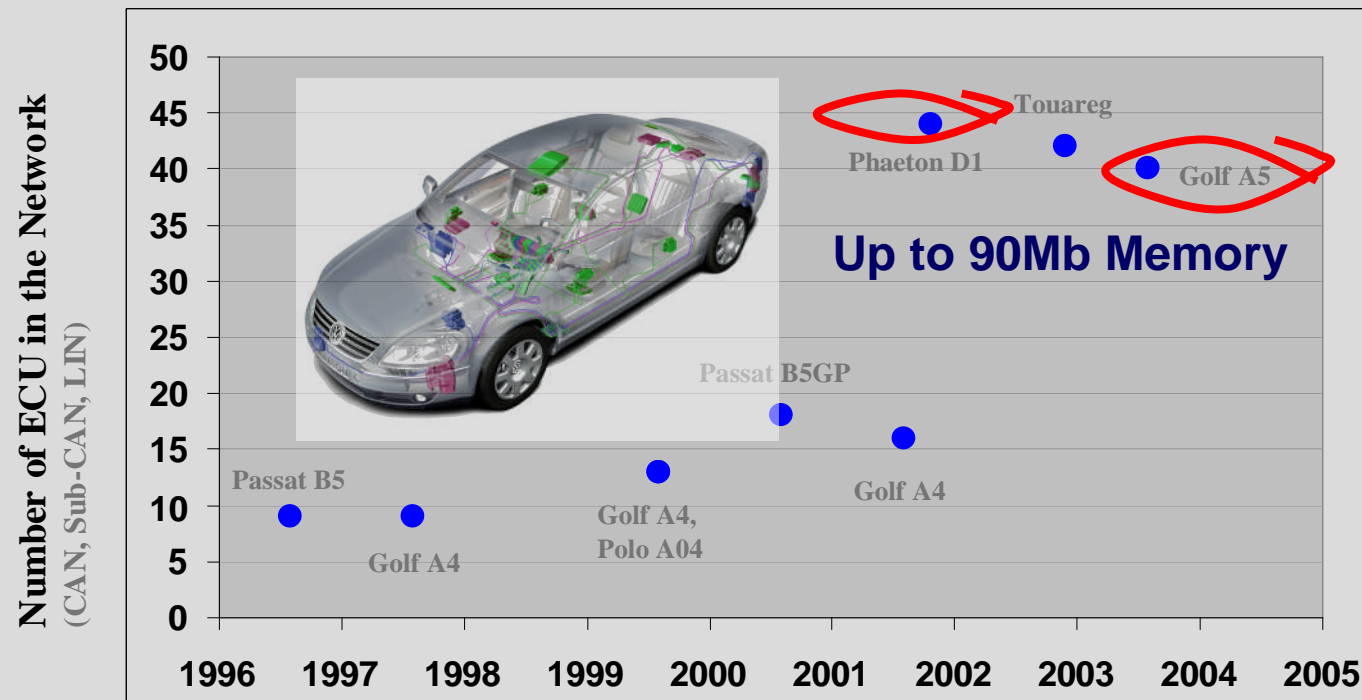 Number of ECU in the Network
(CAN, Sub-CAN, LIN)
50
45
40
35
30
25
20
15
10
5
0
Touareg
Phaeton D1
Golf A5
Up to 90Mb Memory
Passat B5GP
Passat B5
Golf A4
Golf A4,
Polo A04
Golf A4
1996 1997 1998 1999 2000 2001 2002 2003 2004 2005